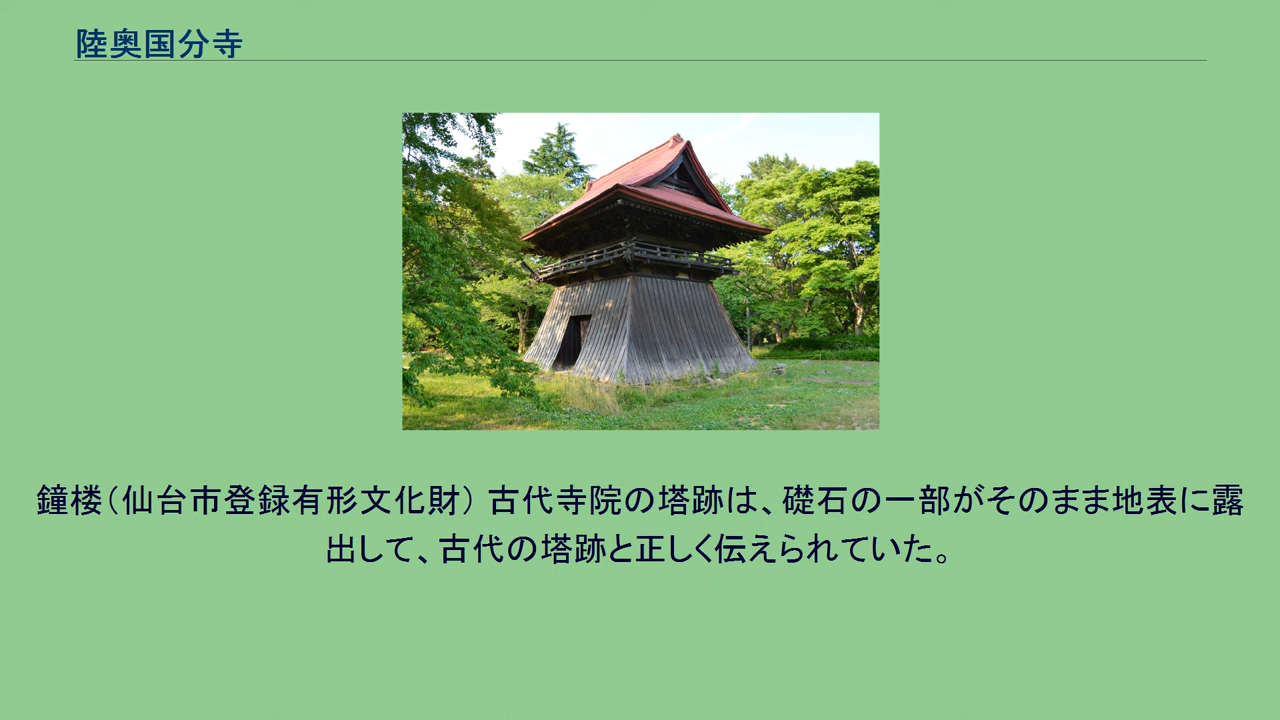 陸奥国分寺
鐘楼（仙台市登録有形文化財） 古代寺院の塔跡は、礎石の一部がそのまま地表に露
出して、古代の塔跡と正しく伝えられていた。